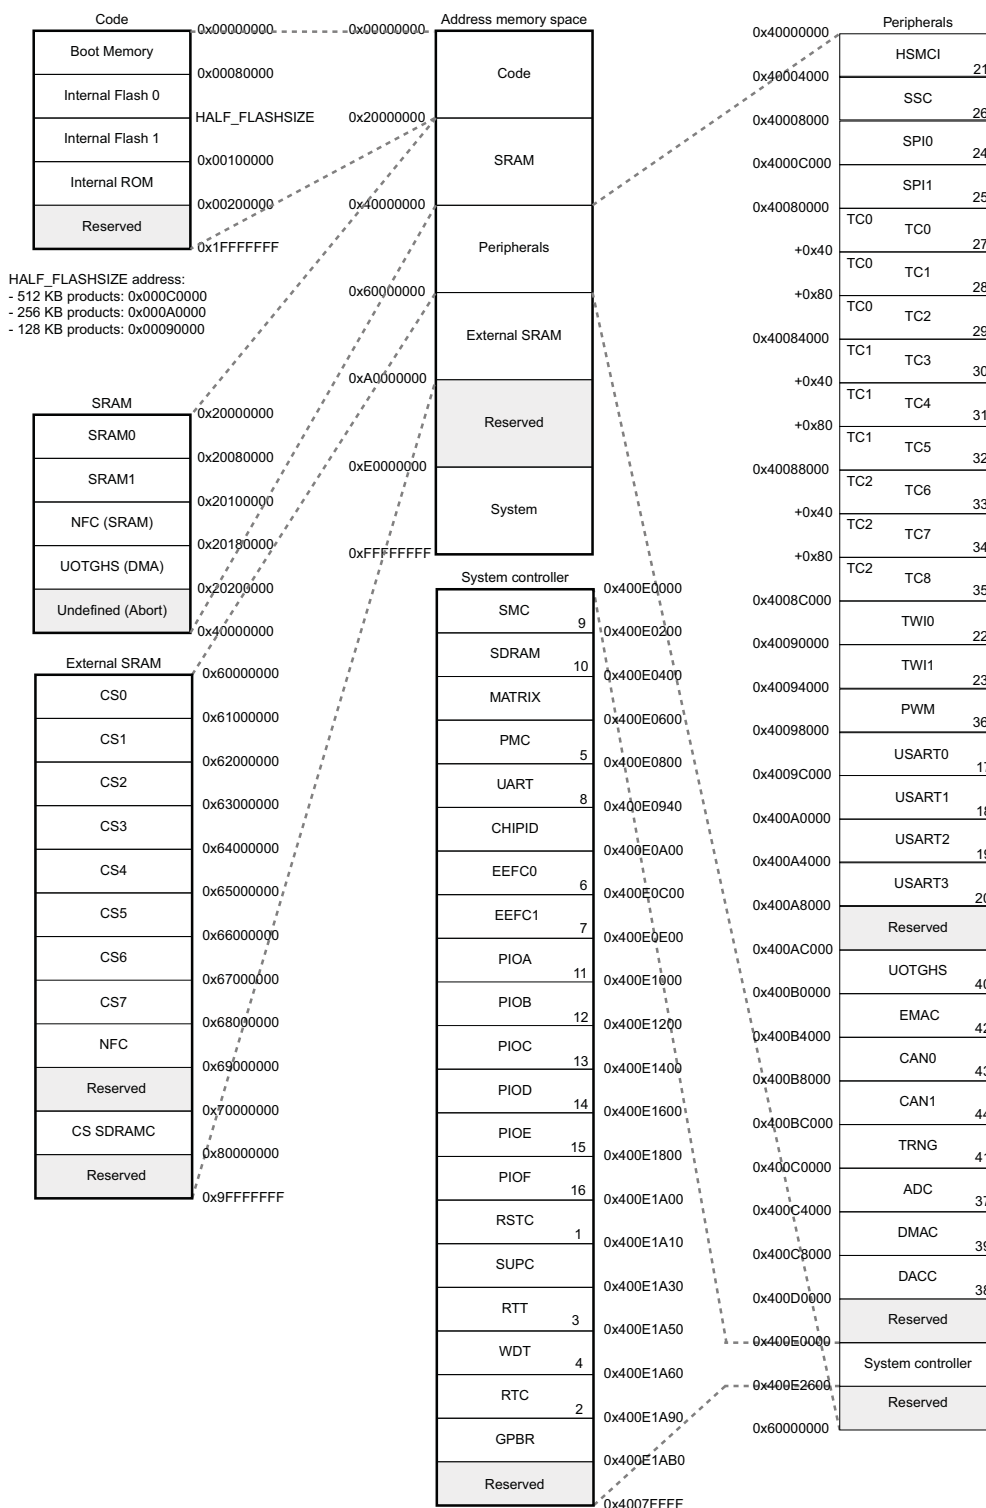 Code
0x00000000
Boot Memory
0x00080000
Internal Flash 0
HALF_FLASHSIZE
Internal Flash 1
0x00100000
Internal ROM
0x00200000
Reserved
0x1FFFFFFF
HALF_FLASHSIZE address:
- 512 KB products: 0x000C0000
- 256 KB products: 0x000A0000
- 128 KB products: 0x00090000
SRAM
0x20000000
SRAM0
0x20080000
SRAM1
0x20100000
NFC (SRAM)
0x20180000
UOTGHS (DMA)
0x20200000
Undefined (Abort)
0x40000000
External SRAM
0x60000000
CS0
0x61000000
CS1
0x62000000
CS2
0x63000000
CS3
0x64000000
CS4
0x65000000
CS5
0x66000000
CS6
0x67000000
CS7
0x68000000
NFC
0x69000000
Reserved
0x70000000
CS SDRAMC
0x80000000
Reserved
0x9FFFFFFF
Address memory space
0x00000000
Code
0x20000000
SRAM
0x40000000
Peripherals
0x60000000
External SRAM
0xA0000000
Reserved
0xE0000000
System
0xFFFFFFFF
System controller
0x400E0000
SMC
9
0x400E0200
SDRAM
10
0x400E0400
MATRIX
0x400E0600
PMC
5
0x400E0800
UART
8
0x400E0940
CHIPID
0x400E0A00
EEFC0
6
0x400E0C00
EEFC1
7
0x400E0E00
PIOA
11
0x400E1000
PIOB
12
0x400E1200
PIOC
13
0x400E1400
PIOD
14
0x400E1600
PIOE
15
0x400E1800
PIOF
16
0x400E1A00
RSTC
1
0x400E1A10
SUPC
0x400E1A30
RTT
3
0x400E1A50
WDT
4
0x400E1A60
RTC
2
0x400E1A90
GPBR
0x400E1AB0
Reserved
0x4007FFFF
Peripherals
0x40000000
HSMCI
21
0x40004000
SSC
26
0x40008000
SPI0
24
0x4000C000
SPI1
25
0x40080000
TC0
TC0
27
+0x40
TC0
TC1
28
+0x80
TC0
TC2
29
0x40084000
TC1
TC3
30
+0x40
TC1
TC4
31
+0x80
TC1
TC5
32
0x40088000
TC2
TC6
33
+0x40
TC2
TC7
34
+0x80
TC2
TC8
35
0x4008C000
TWI0
22
0x40090000
TWI1
23
0x40094000
PWM
36
0x40098000
USART0
17
0x4009C000
USART1
18
0x400A0000
USART2
19
0x400A4000
USART3
20
0x400A8000
Reserved
0x400AC000
UOTGHS
40
0x400B0000
EMAC
42
0x400B4000
CAN0
43
0x400B8000
CAN1
44
0x400BC000
TRNG
41
0x400C0000
ADC
37
0x400C4000
DMAC
39
0x400C8000
DACC
38
0x400D0000
Reserved
0x400E0000
System controller
0x400E2600
Reserved
0x60000000